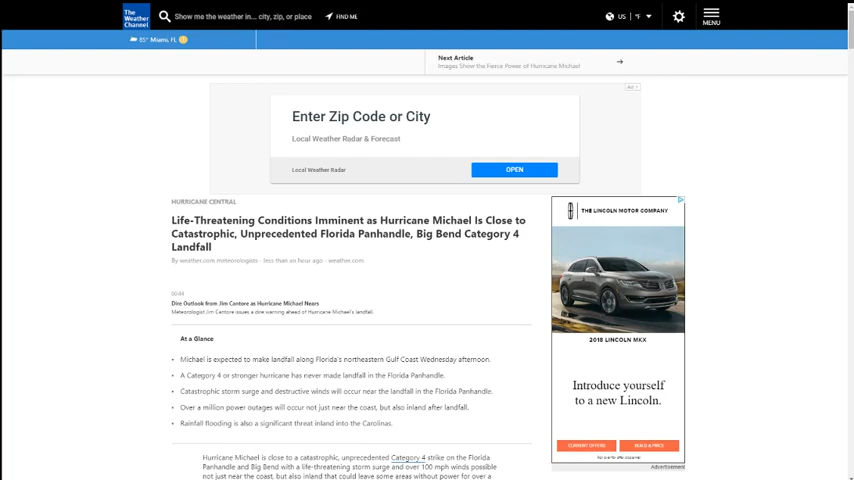 The
Weather
Channel
Show me the weather in... city, zip, or place
FIND ME
US | °F
MENU
85° Miami, FL
Next Article
Images Show the Fierce Power of Hurricane Michael
Ad
Enter Zip Code or City
Local Weather Radar & Forecast
Local Weather Radar
OPEN
HURRICANE CENTRAL
Life-Threatening Conditions Imminent as Hurricane Michael Is Close to
Catastrophic, Unprecedented Florida Panhandle, Big Bend Category 4
Landfall
By weather.com meteorologists · less than an hour ago · weather.com
00:44
Dire Outlook from Jim Cantore as Hurricane Michael Nears
Meteorologist Jim Cantore issues a dire warning ahead of Hurricane Michael's landfall.
At a Glance
• Michael is expected to make landfall along Florida's northeastern Gulf Coast Wednesday afternoon.
• A Category 4 or stronger hurricane has never made landfall in the Florida Panhandle.
• Catastrophic storm surge and destructive winds will occur near the landfall in the Florida Panhandle.
• Over a million power outages will occur not just near the coast, but also inland after landfall.
• Rainfall flooding is also a significant threat inland into the Carolinas.
Hurricane Michael is close to a catastrophic, unprecedented Category 4 strike on the Florida
Panhandle and Big Bend with a life-threatening storm surge and over 100 mph winds possible
not just near the coast, but also inland that could leave some areas without power for over a
THE LINCOLN MOTOR COMPANY
2018 LINCOLN MKX
Introduce yourself
to a new Lincoln.
CURRENT OFFERS
BUILD & PRICE
Advertisement